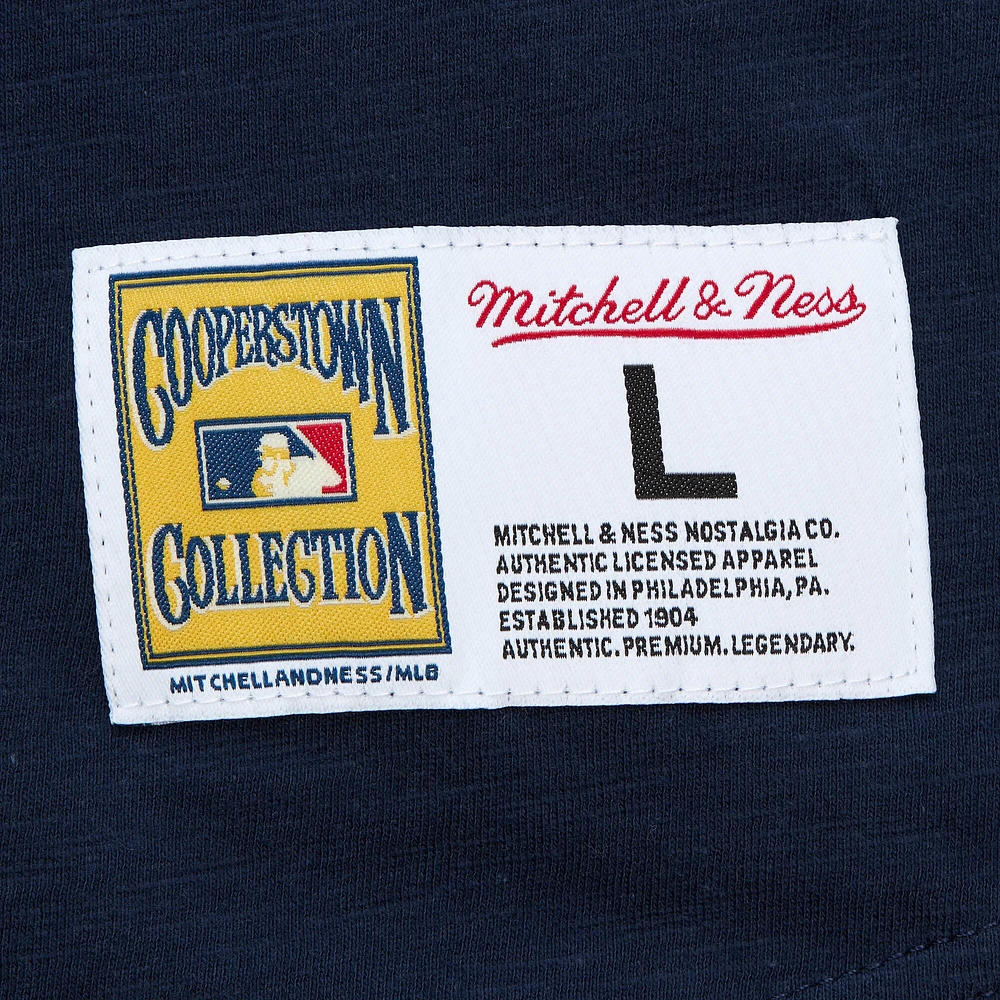 COOPERSTOWN
COLLECTION
MITCHELLANDNESS/MLB
Mitchell & Ness
L
MITCHELL & NESS NOSTALGIA CO.
AUTHENTIC LICENSED APPAREL
DESIGNED IN PHILADELPHIA, PA.
ESTABLISHED 1904
AUTHENTIC. PREMIUM. LEGENDARY.